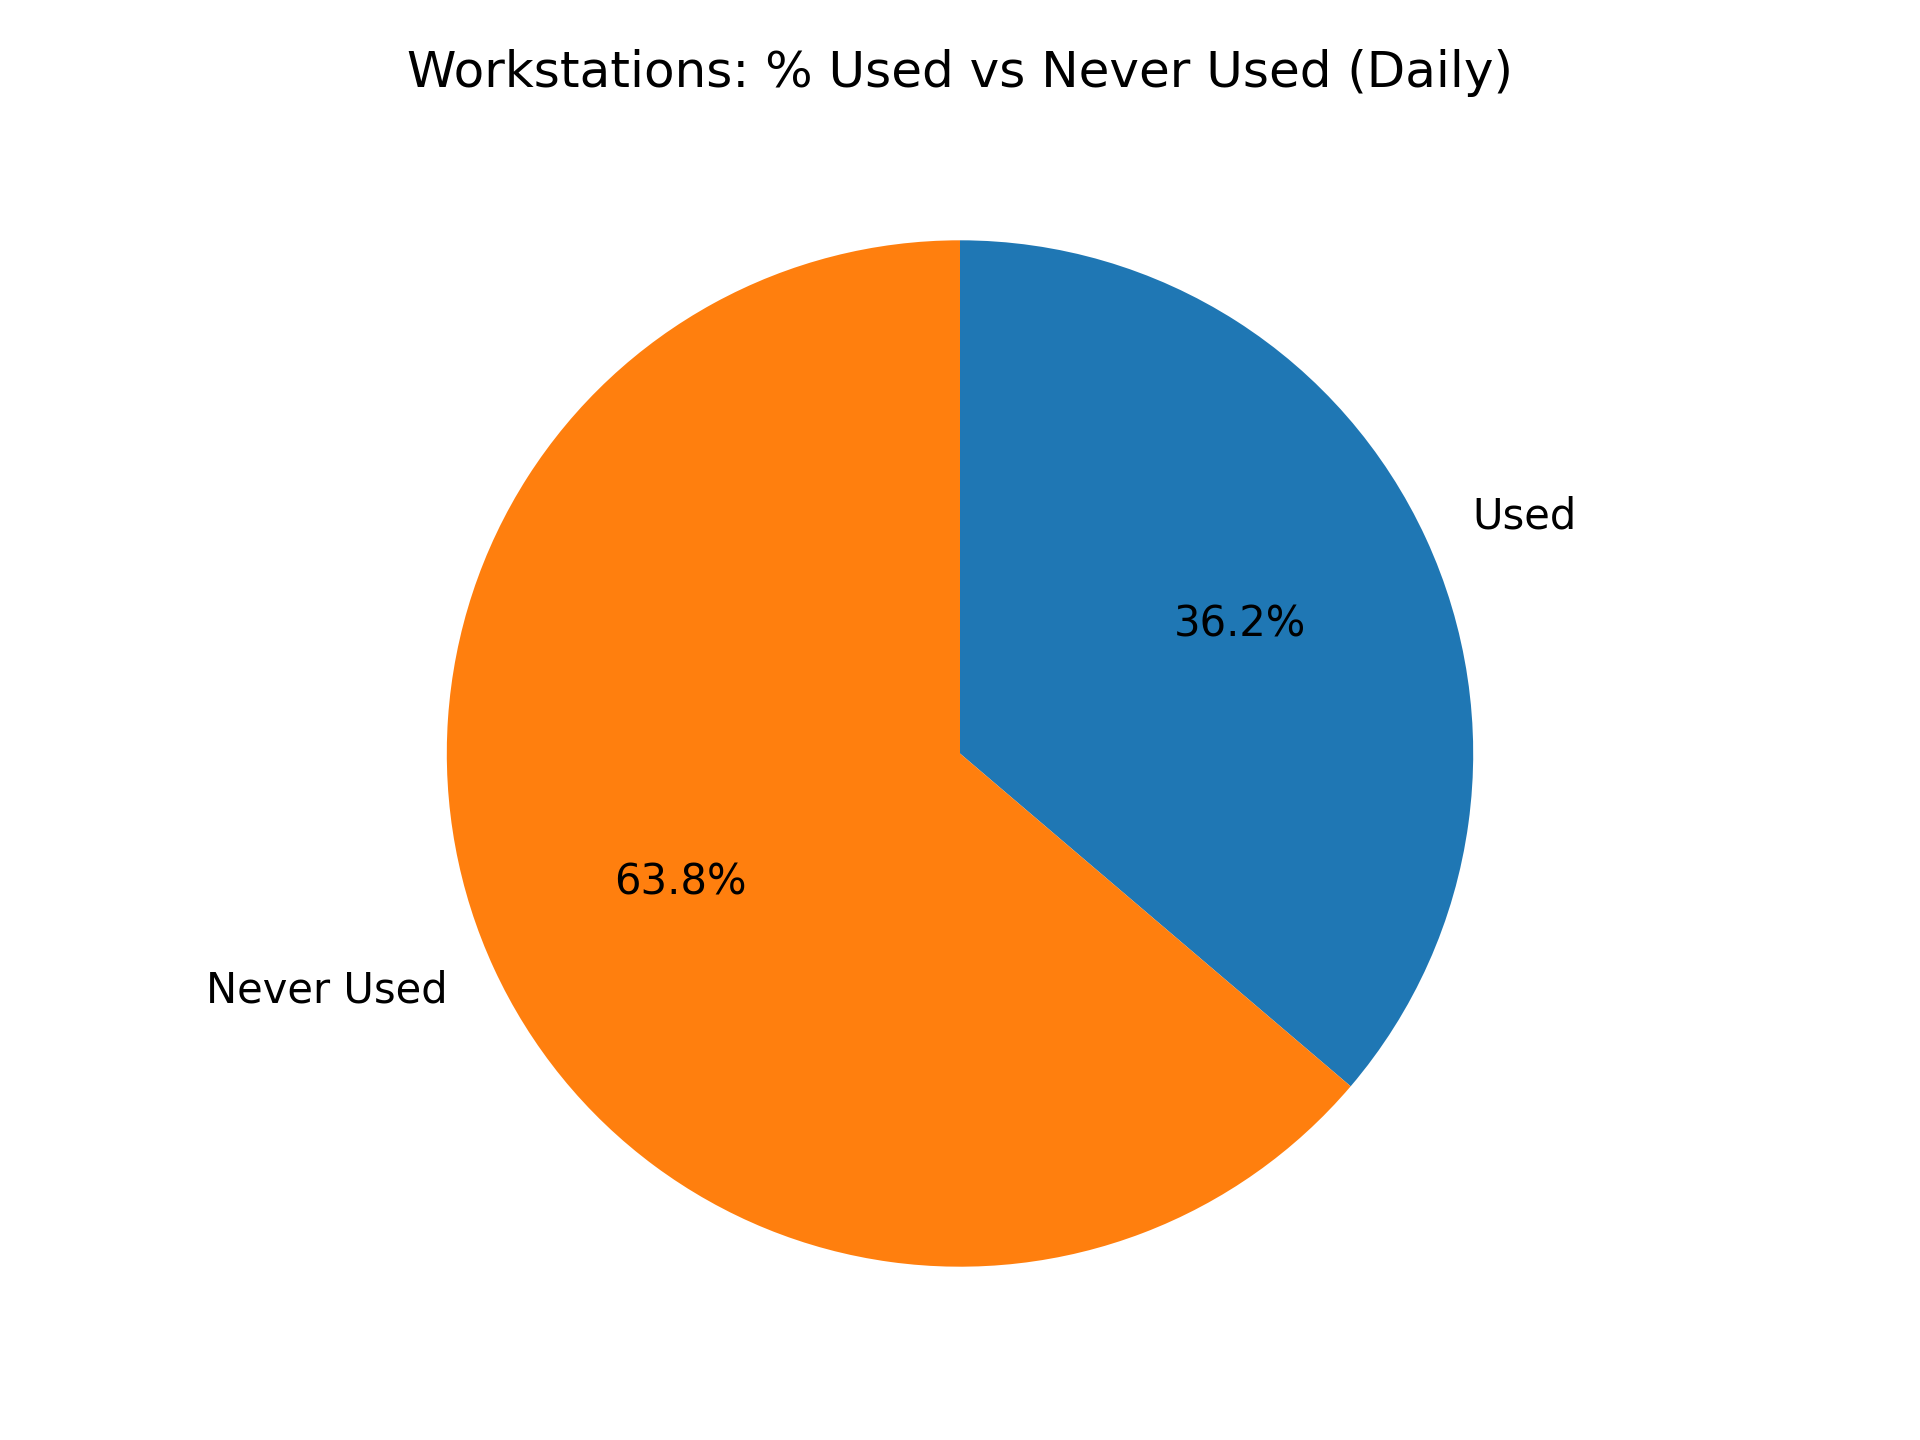 Workstations: % Used vs Never Used (Daily)
Used
36.2%
63.8%
Never Used